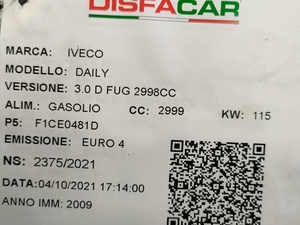 DISFACAR
MARCA: IVECO
MODELLO: DAILY
VERSIONE: 3.0 D FUG 2998CC
ALIM.: GASOLIO CC: 2999 KW: 115
P5: F1CE0481D
EMISSIONE: EURO 4
NS: 2375/2021
DATA:04/10/2021 17:14:00
ANNO IMM: 2009